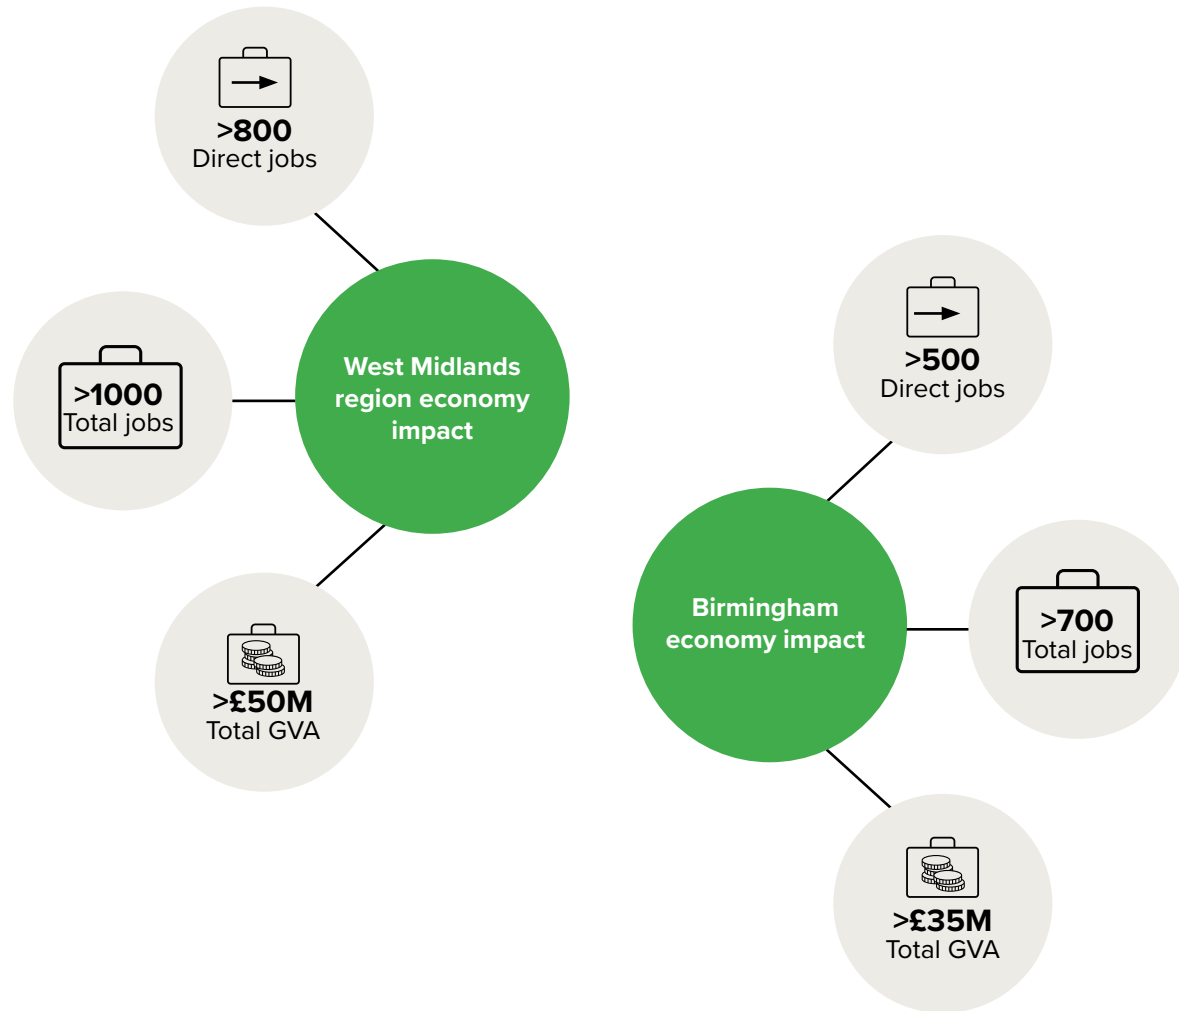 >800
Direct jobs
>1000
Total jobs
West Midlands
region economy
impact
>£50M
Total GVA
>500
Direct jobs
Birmingham
economy impact
>700
Total jobs
>£35M
Total GVA